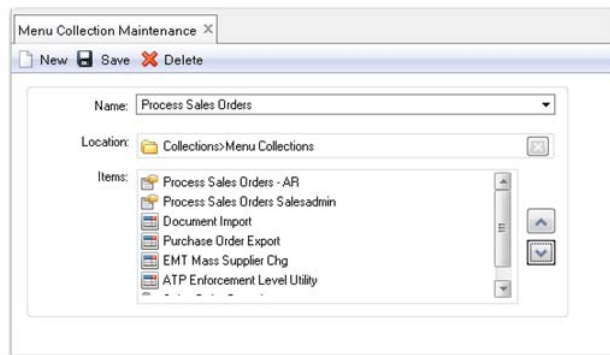 Menu Collection Maintenance
New Save Delete
Name: Process Sales Orders
Location: Collections>Menu Collections
Items: Process Sales Orders - AR
Process Sales Orders Salesadmin
Document Import
Purchase Order Export
EMT Mass Supplier Chg
ATP Enforcement Level Utility